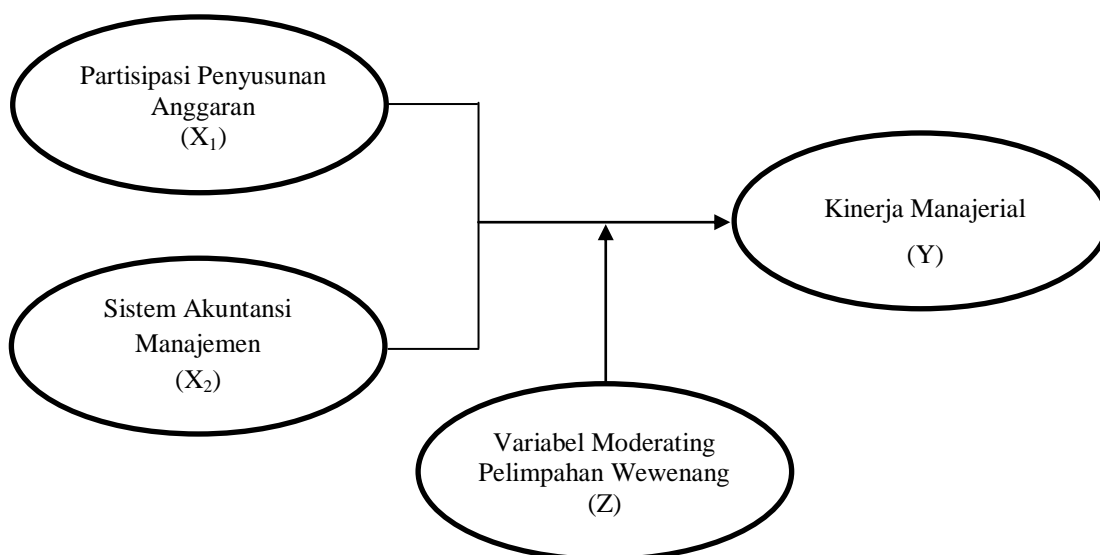 Partisipasi Penyusunan
Anggaran
(X₁)
Sistem Akuntansi
Manajemen
(X₂)
Kinerja Manajerial
(Y)
Variabel Moderating
Pelimpahan Wewenang
(Z)